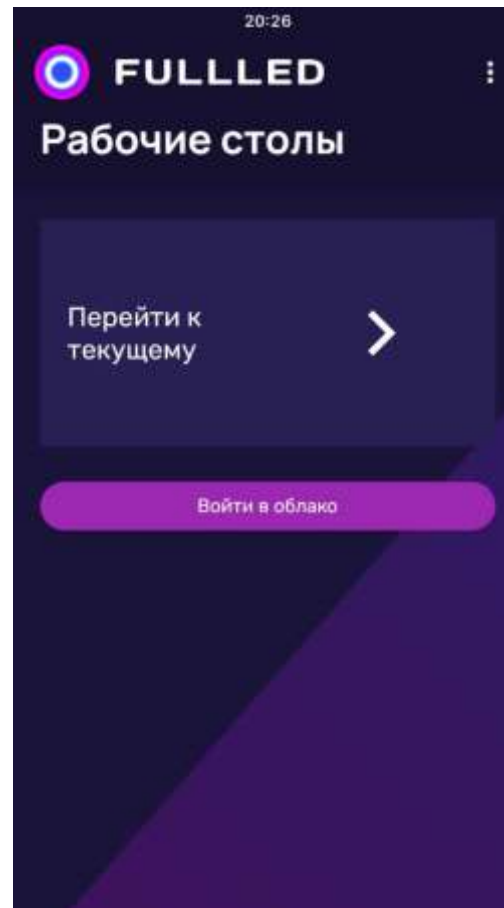 20:26
FULLLED
Рабочие столы
Перейти к
текущему
Войти в облако